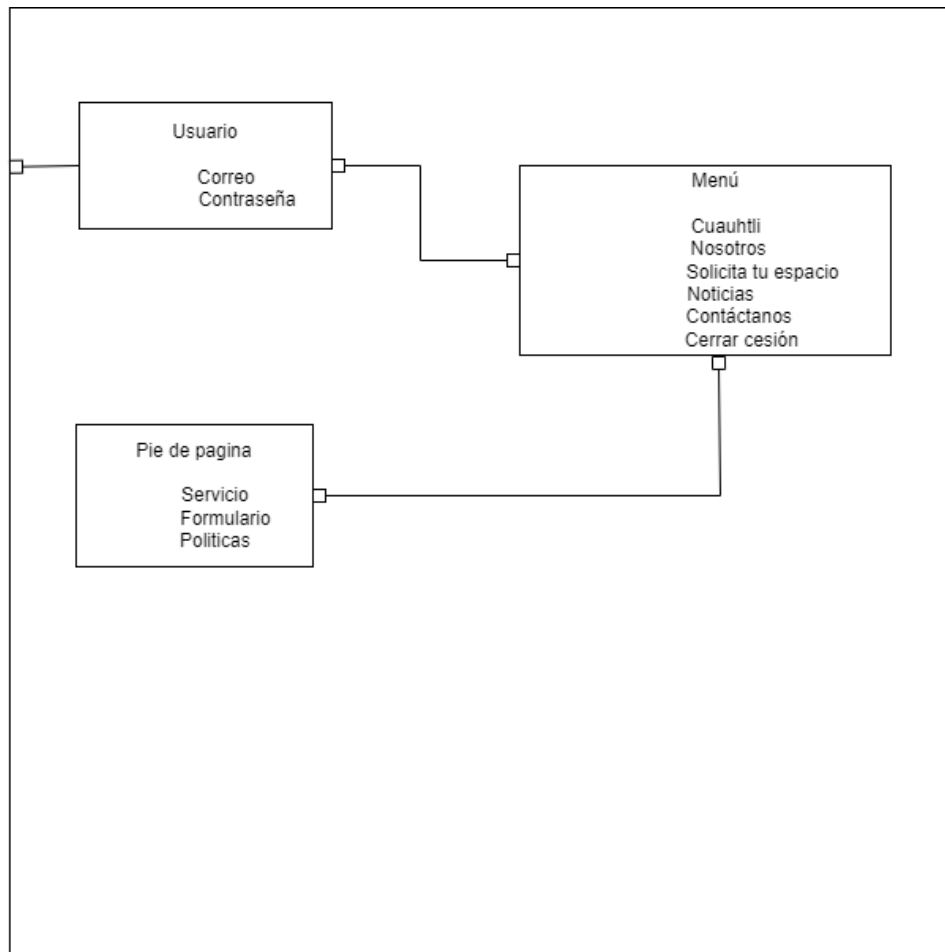 Usuario
Correo
Contraseña
Menú
Cuauhtli
Nosotros
Solicita tu espacio
Noticias
Contáctanos
Cerrar cesión
Pie de pagina
Servicio
Formulario
Politicas